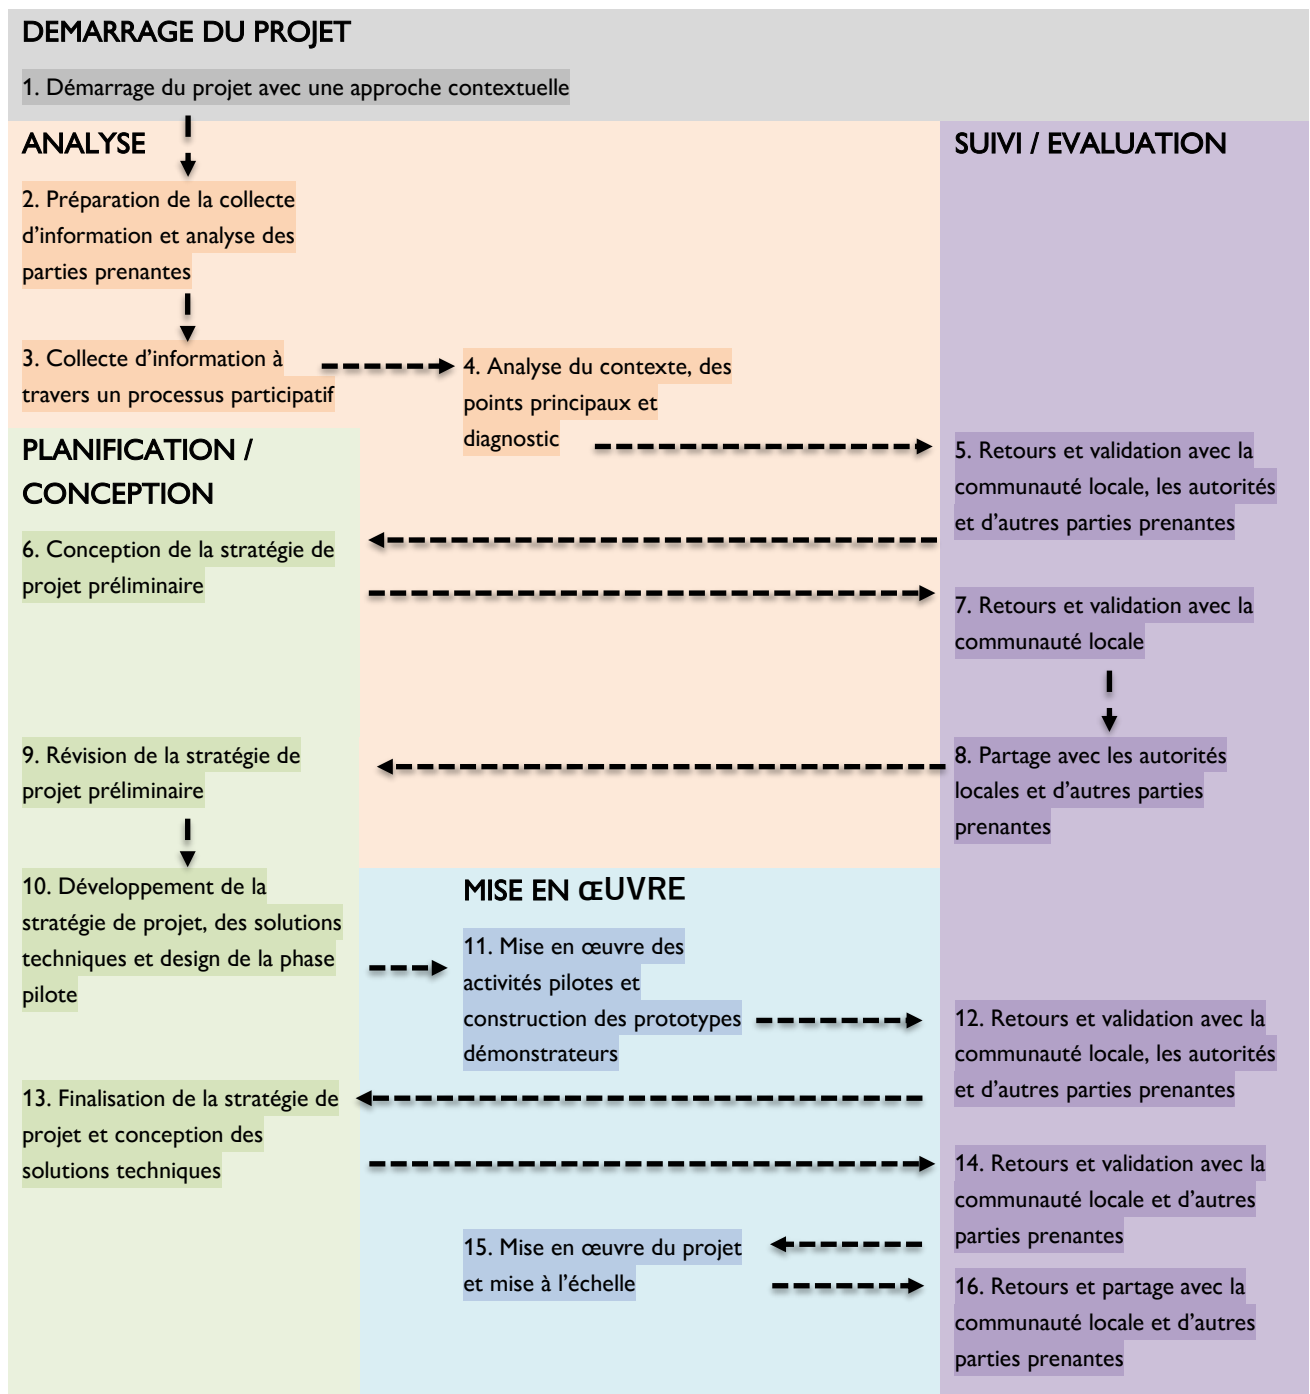 DEMARRAGE DU PROJET
1. Démarrage du projet avec une approche contextuelle
ANALYSE
SUIVI / EVALUATION
2. Préparation de la collecte
d’information et analyse des
parties prenantes
3. Collecte d’information à
travers un processus participatif
4. Analyse du contexte, des
points principaux et
diagnostic
PLANIFICATION /
CONCEPTION
5. Retours et validation avec la
communauté locale, les autorités
et d’autres parties prenantes
6. Conception de la stratégie de
projet préliminaire
7. Retours et validation avec la
communauté locale
8. Partage avec les autorités
locales et d’autres parties
prenantes
9. Révision de la stratégie de
projet préliminaire
10. Développement de la
stratégie de projet, des solutions
techniques et design de la phase
pilote
MISE EN ŒUVRE
11. Mise en œuvre des
activités pilotes et
construction des prototypes
démonstrateurs
12. Retours et validation avec la
communauté locale, les autorités
et d’autres parties prenantes
13. Finalisation de la stratégie de
projet et conception des
solutions techniques
14. Retours et validation avec la
communauté locale et d’autres
parties prenantes
15. Mise en œuvre du projet
et mise à l’échelle
16. Retours et partage avec la
communauté locale et d’autres
parties prenantes